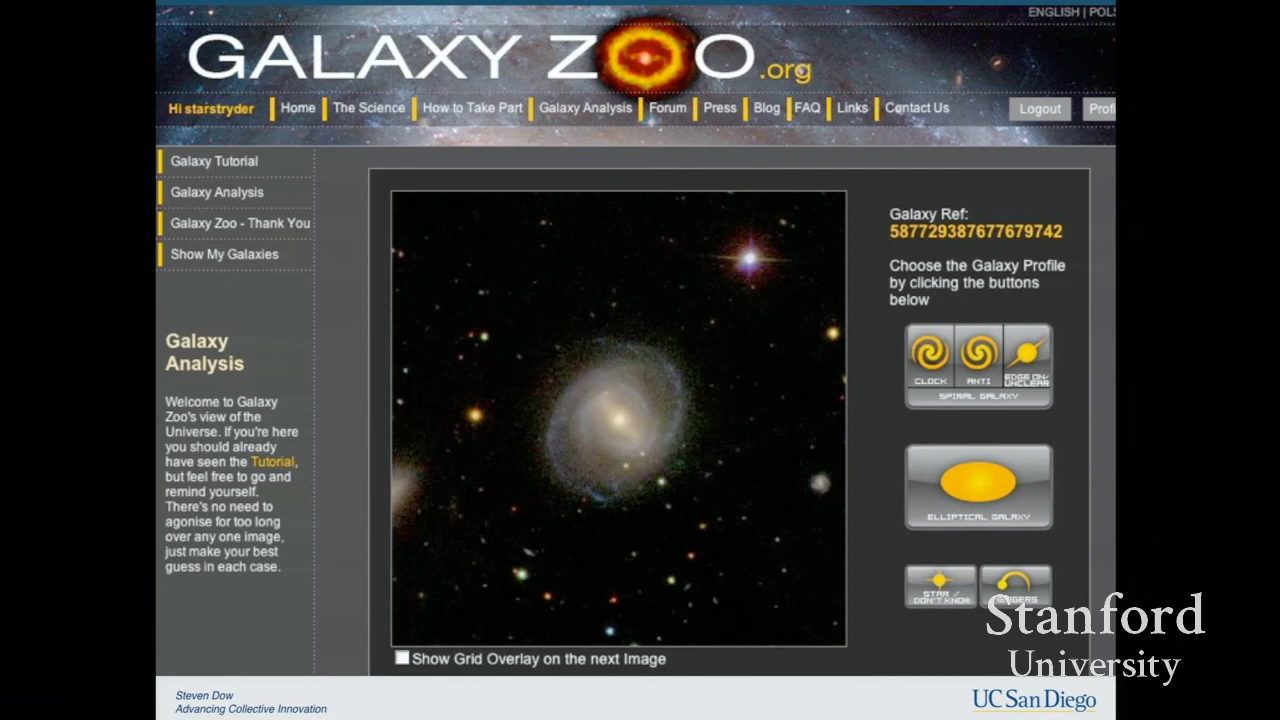 ENGLISH | POLS
GALAXY ZOO.org
Hi starstryder Home The Science How to Take Part Galaxy Analysis Forum Press Blog FAQ Links Contact Us Logout Profi
Galaxy Tutorial
Galaxy Analysis
Galaxy Zoo - Thank You
Show My Galaxies
Galaxy
Analysis
Welcome to Galaxy
Zoo's view of the
Universe. If you're here
you should already
have seen the Tutorial,
but feel free to go and
remind yourself.
There's no need to
agonise for too long
over any one image,
just make your best
guess in each case.
Show Grid Overlay on the next Image
Galaxy Ref:
587729387677679742
Choose the Galaxy Profile
by clicking the buttons
below
CLOCK ANTI EDGE ON/
UNCLEAR
SPIRAL GALAXY
ELLIPTICAL GALAXY
STAR /
DON'T KNOW
Stanford
University
Steven Dow
Advancing Collective Innovation
UC San Diego